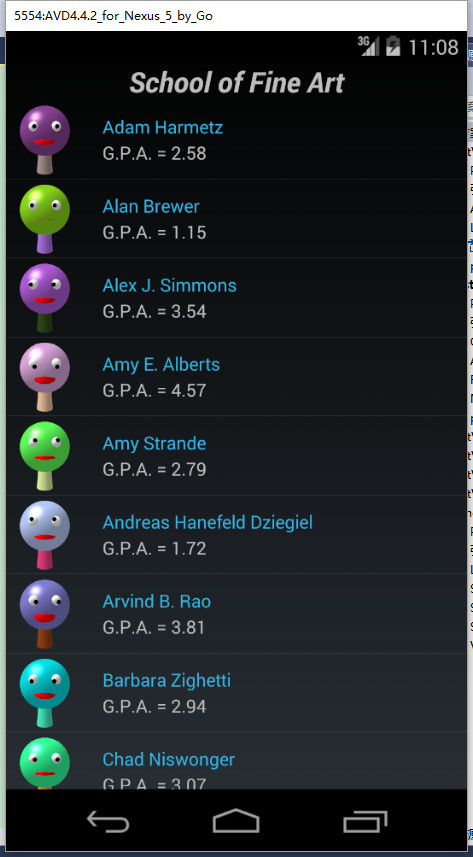 5554:AVD4.4.2_for_Nexus_5_by_Go
3G 11:08
School of Fine Art
Adam Harmetz
G.P.A. = 2.58
Alan Brewer
G.P.A. = 1.15
Alex J. Simmons
G.P.A. = 3.54
Amy E. Alberts
G.P.A. = 4.57
Amy Strande
G.P.A. = 2.79
Andreas Hanefeld Dziegiel
G.P.A. = 1.72
Arvind B. Rao
G.P.A. = 3.81
Barbara Zighetti
G.P.A. = 2.94
Chad Niswonger
G.P.A. = 3.07